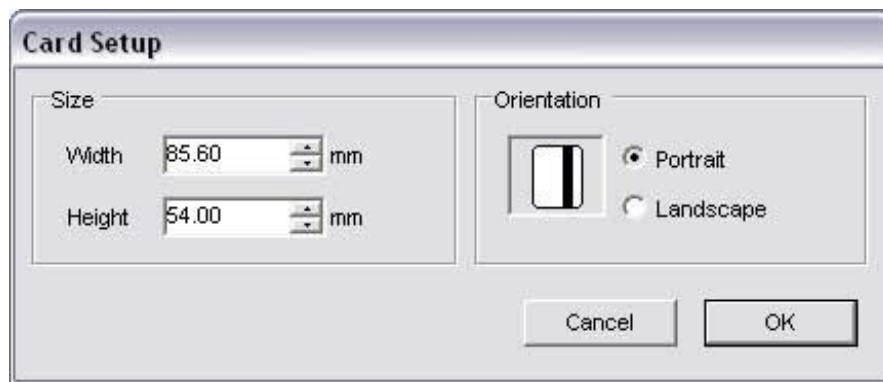 Card Setup
Size
Width 85.60 mm
Height 54.00 mm
Orientation
Portrait
Landscape
Cancel OK